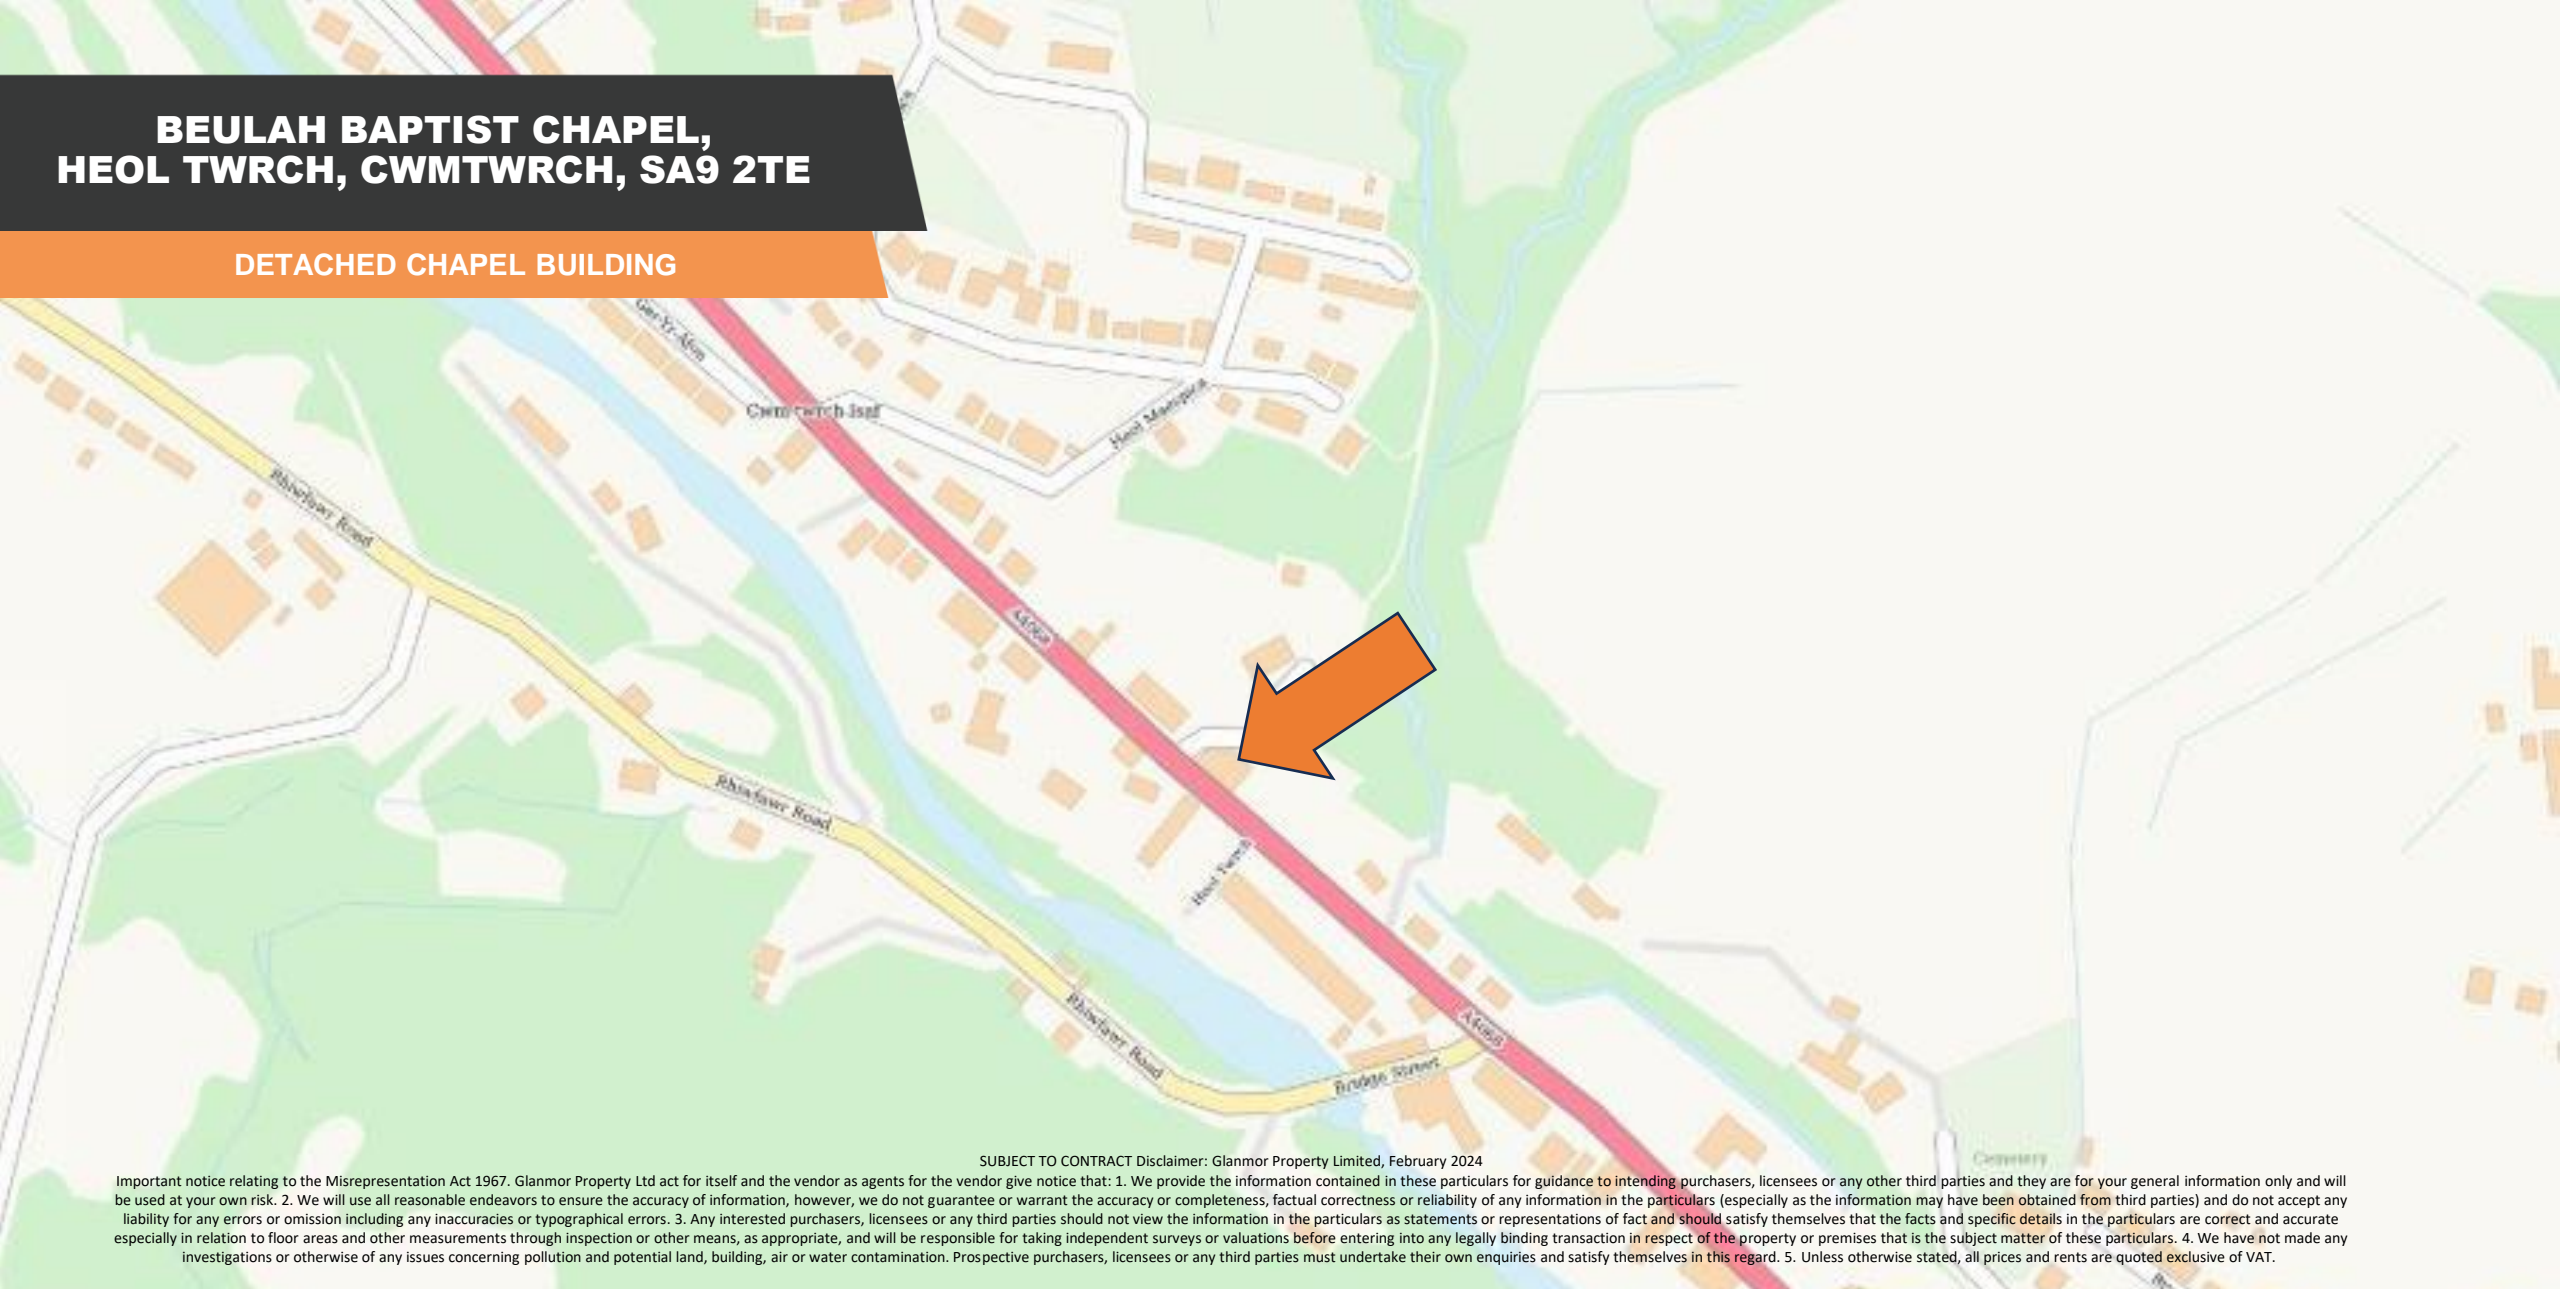 BEULAH BAPTIST CHAPEL,
HEOL TWRCH, CWMTWRCH, SA9 2TE
DETACHED CHAPEL BUILDING
Ger-Yr-Afon
Cwm-twrch Isaf
Heol
Rhiwfawr Road
A4068
Rhiwfawr Road
Heol Twrch
Rhiwfawr Road
A4068
Bridge Street
Cemetery
SUBJECT TO CONTRACT Disclaimer: Glanmor Property Limited, February 2024
Important notice relating to the Misrepresentation Act 1967. Glanmor Property Ltd act for itself and the vendor as agents for the vendor give notice that: 1. We provide the information contained in these particulars for guidance to intending purchasers, licensees or any other third parties and they are for your general information only and will
be used at your own risk. 2. We will use all reasonable endeavors to ensure the accuracy of information, however, we do not guarantee or warrant the accuracy or completeness, factual correctness or reliability of any information in the particulars (especially as the information may have been obtained from third parties) and do not accept any
liability for any errors or omission including any inaccuracies or typographical errors. 3. Any interested purchasers, licensees or any third parties should not view the information in the particulars as statements or representations of fact and should satisfy themselves that the facts and specific details in the particulars are correct and accurate
especially in relation to floor areas and other measurements through inspection or other means, as appropriate, and will be responsible for taking independent surveys or valuations before entering into any legally binding transaction in respect of the property or premises that is the subject matter of these particulars. 4. We have not made any
investigations or otherwise of any issues concerning pollution and potential land, building, air or water contamination. Prospective purchasers, licensees or any third parties must undertake their own enquiries and satisfy themselves in this regard. 5. Unless otherwise stated, all prices and rents are quoted exclusive of VAT.